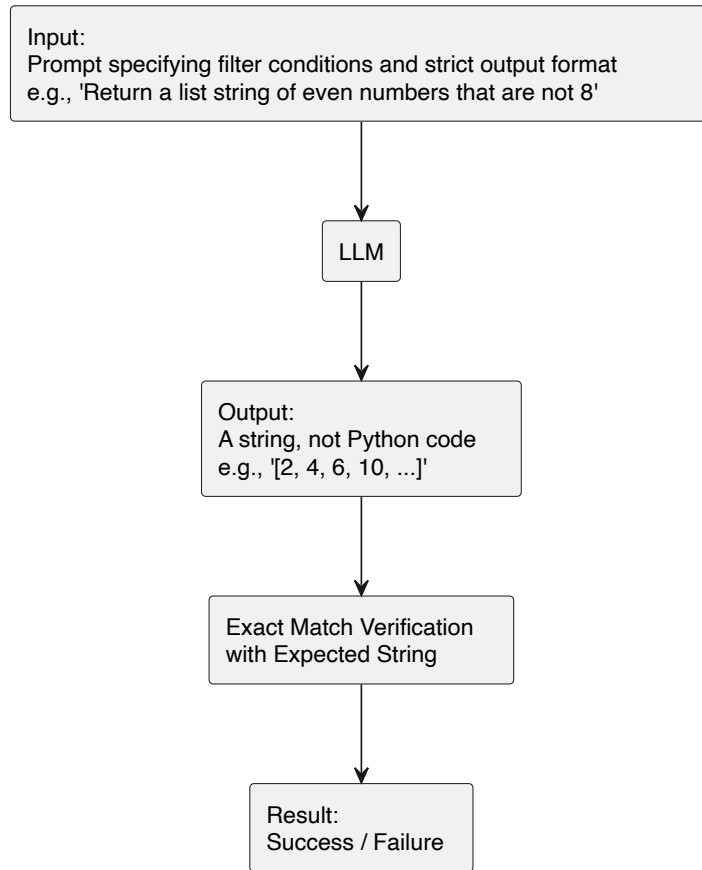 Input:
Prompt specifying filter conditions and strict output format
e.g., 'Return a list string of even numbers that are not 8'
LLM
Output:
A string, not Python code
e.g., '[2, 4, 6, 10, ...]'
Exact Match Verification
with Expected String
Result:
Success / Failure